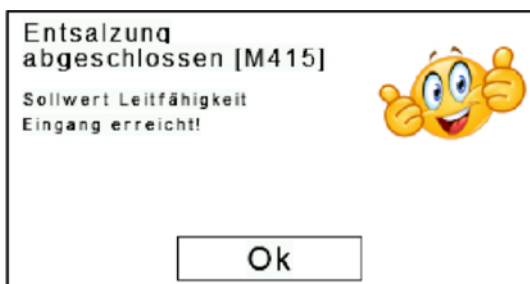 Entsalzung
abgeschlossen [M415]
Sollwert Leitfähigkeit
Eingang erreicht!
Ok